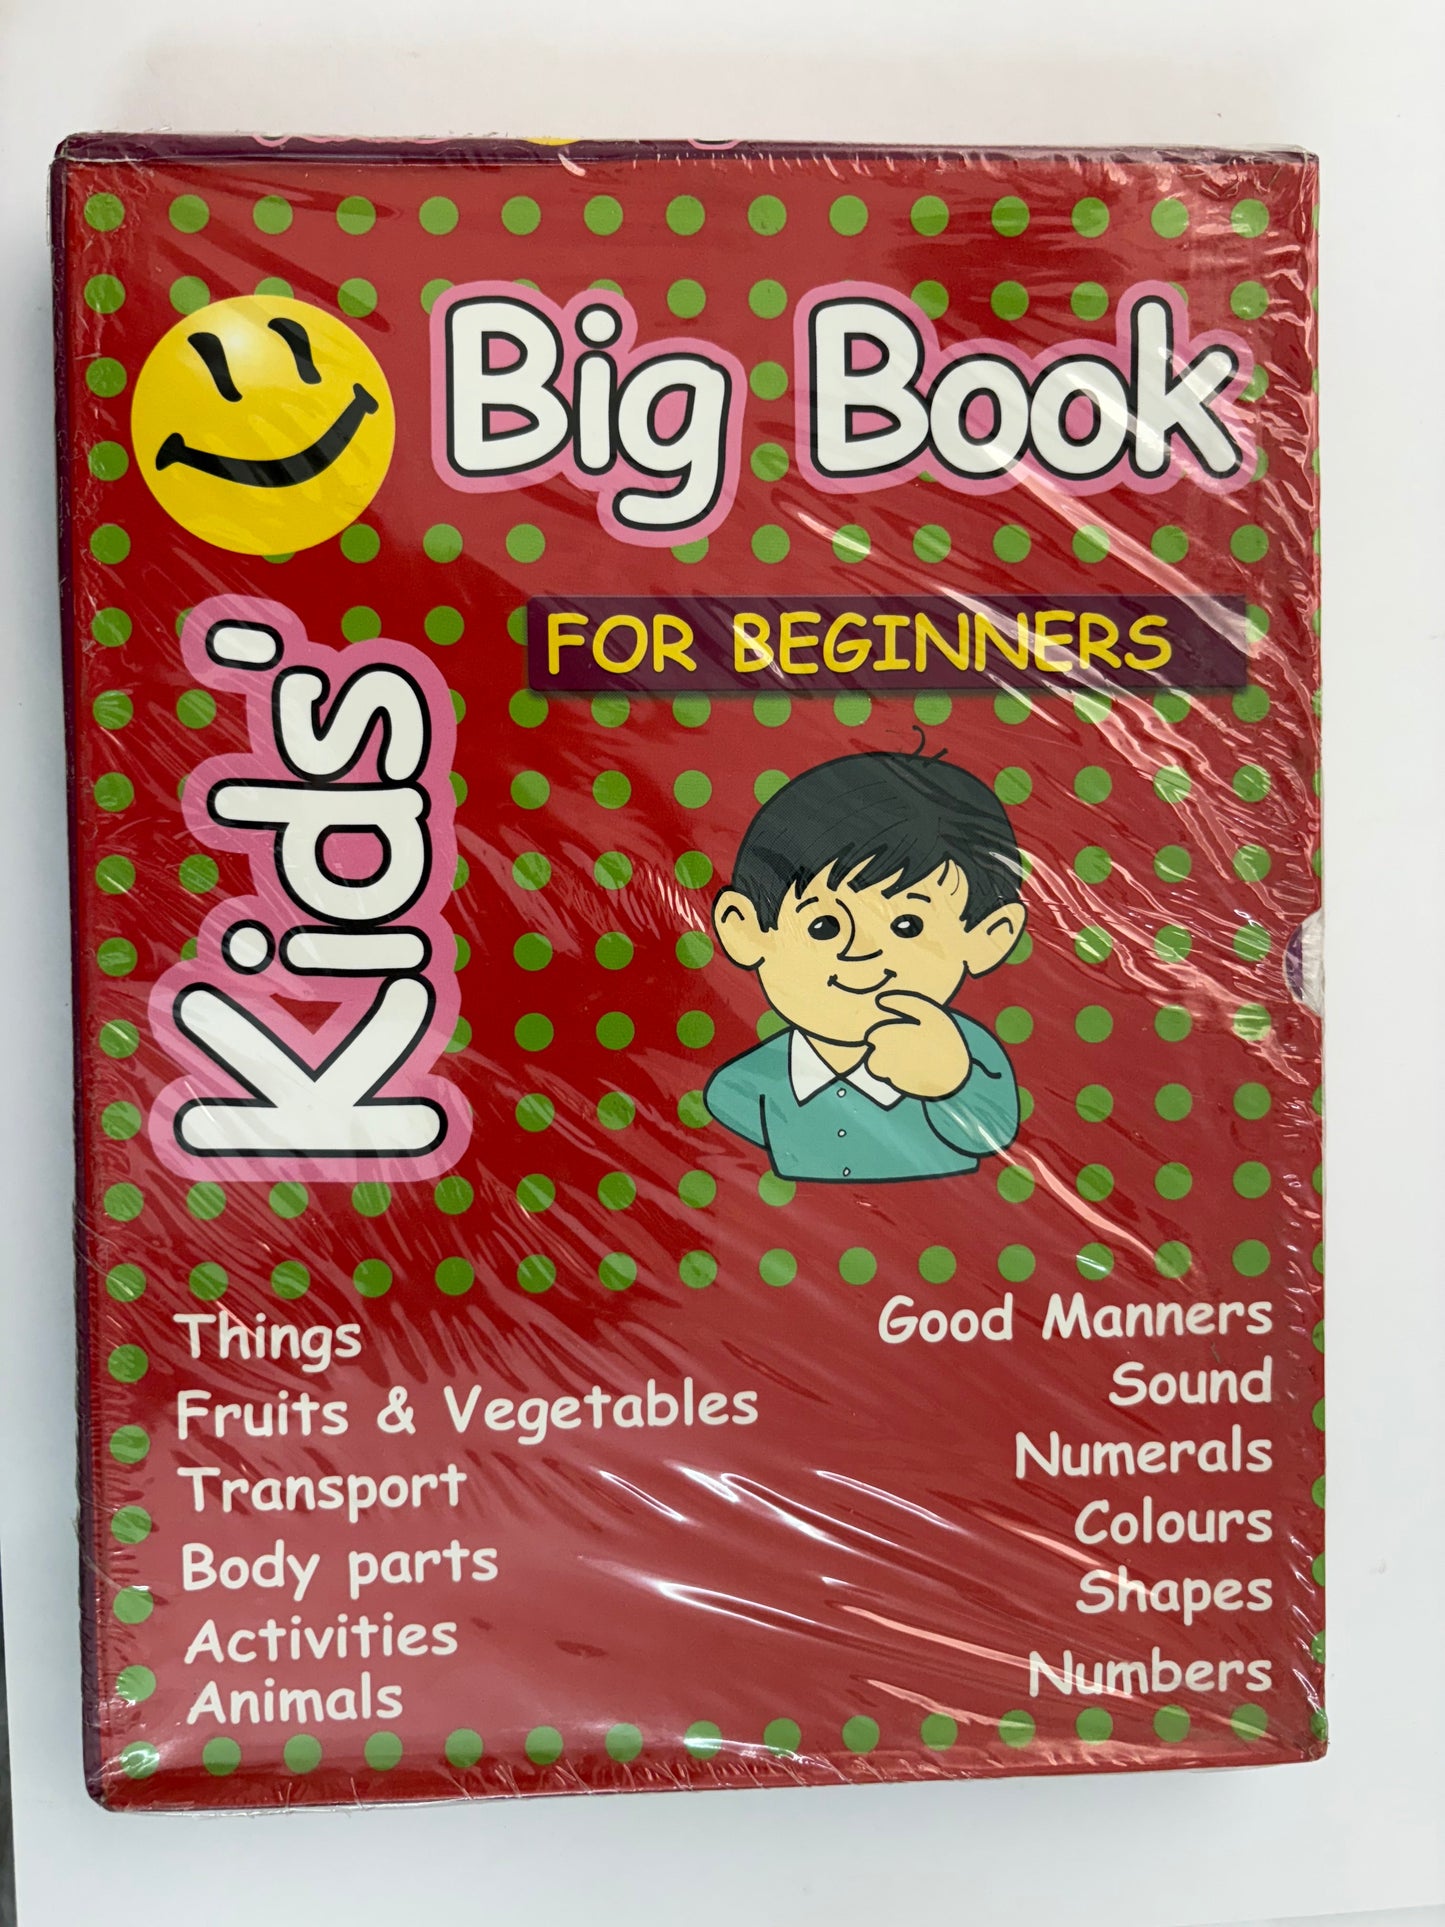 Kids'
Big Book
FOR BEGINNERS
Things
Fruits & Vegetables
Transport
Body parts
Activities
Animals
Good Manners
Sound
Numerals
Colours
Shapes
Numbers